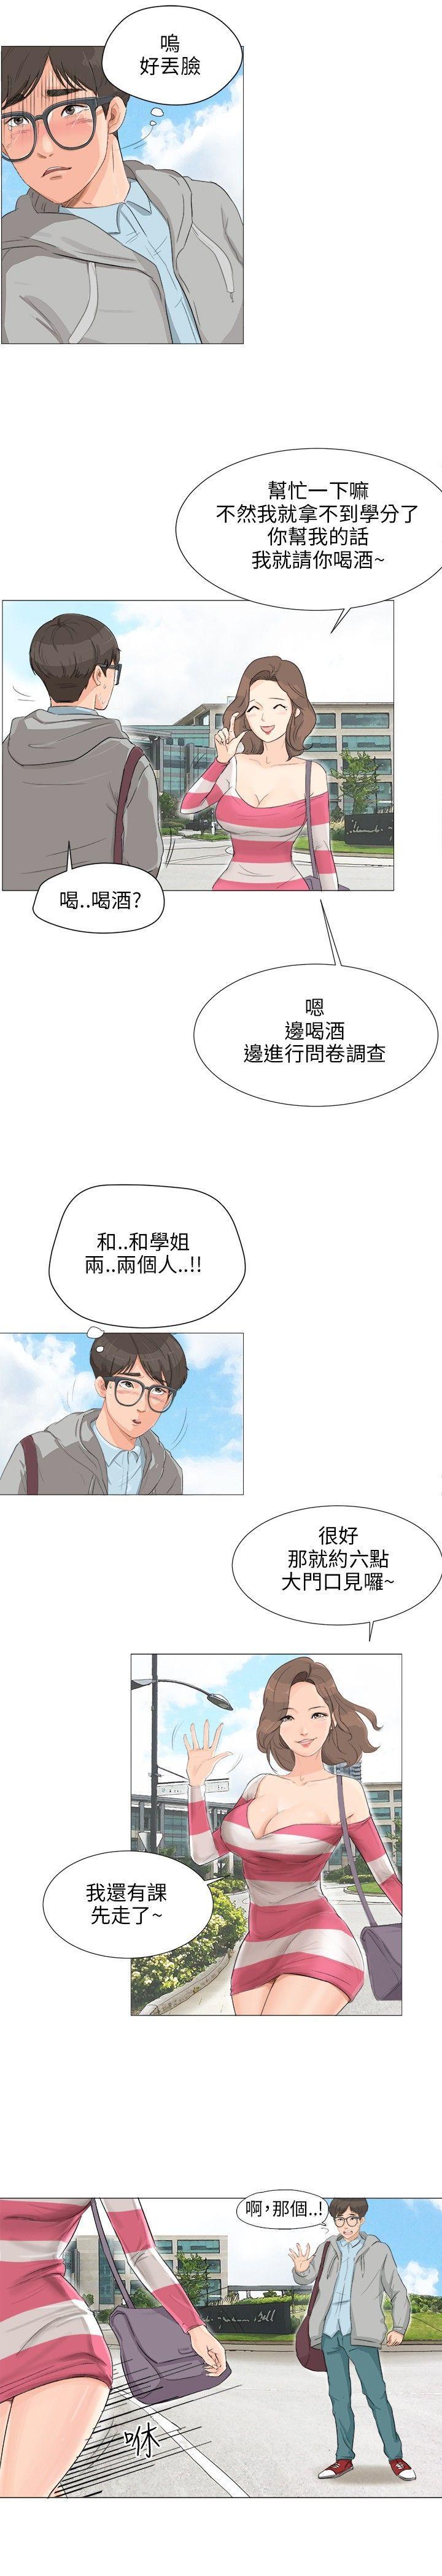 嗚
好丟臉
幫忙一下嘛
不然我就拿不到學分了
你幫我的話
我就請你喝酒~
喝..喝酒?
嗯
邊喝酒
邊進行問卷調查
和..和學姐
兩..兩個人..!!
很好
那就約六點
大門口見囉~
我還有課
先走了~
啊，那個..!
咻